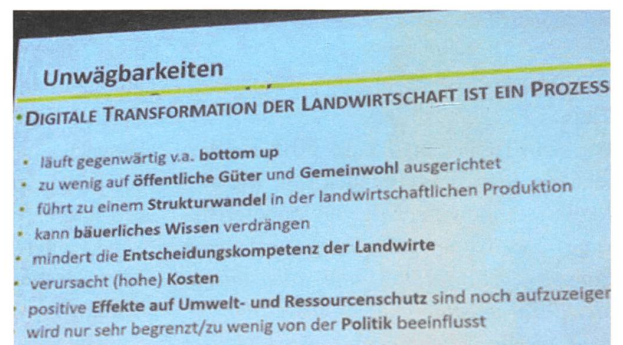 Unwägbarkeiten
• DIGITALE TRANSFORMATION DER LANDWIRTSCHAFT IST EIN PROZESS
• läuft gegenwärtig v.a. bottom up
• zu wenig auf öffentliche Güter und Gemeinwohl ausgerichtet
• führt zu einem Strukturwandel in der landwirtschaftlichen Produktion
• kann bäuerliches Wissen verdrängen
• mindert die Entscheidungskompetenz der Landwirte
• verursacht (hohe) Kosten
• positive Effekte auf Umwelt- und Ressourcenschutz sind noch aufzuzeigen
wird nur sehr begrenzt/zu wenig von der Politik beeinflusst